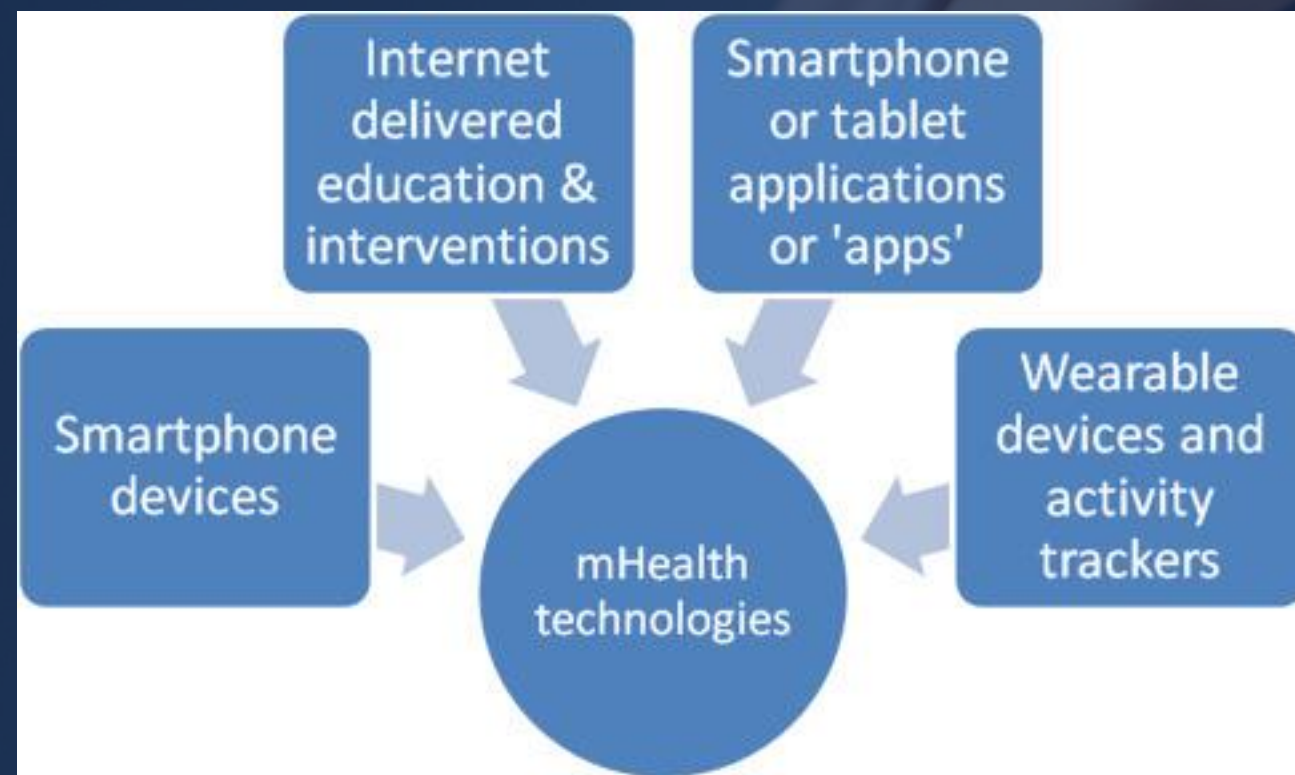 Internet
delivered
education &
interventions
Smartphone
or tablet
applications
or 'apps'
Smartphone
devices
Wearable
devices and
activity
trackers
mHealth
technologies